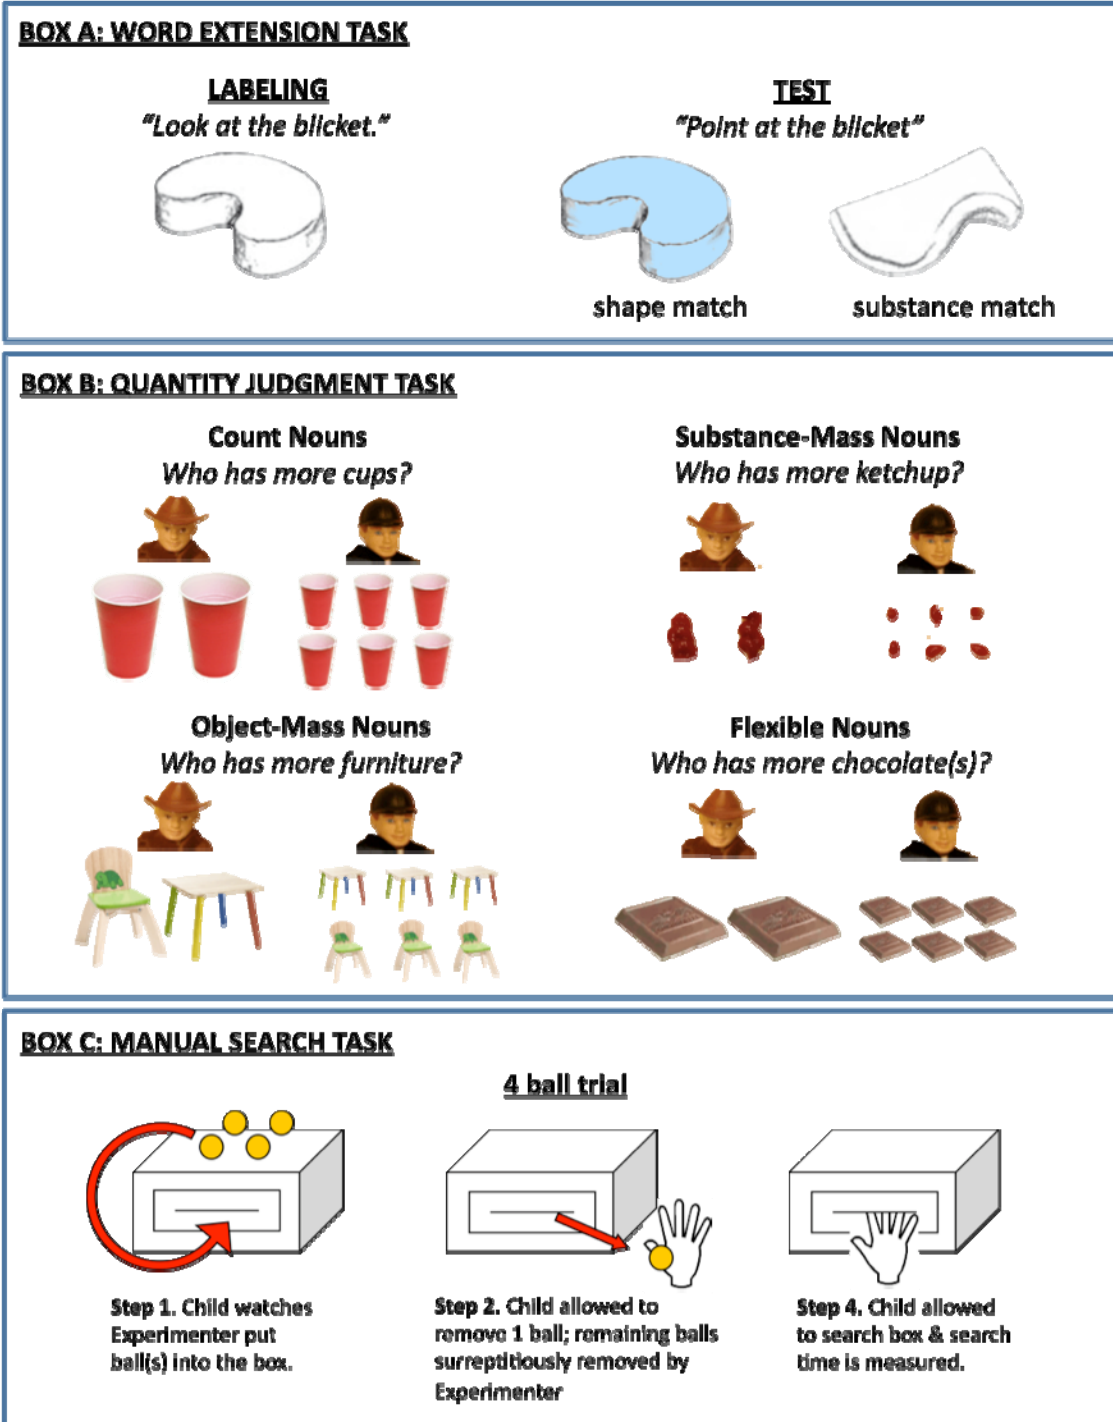 BOX A: WORD EXTENSION TASK
LABELING
"Look at the blicket."
TEST
"Point at the blicket"
shape match
substance match
BOX B: QUANTITY JUDGMENT TASK
Count Nouns
Who has more cups?
Substance-Mass Nouns
Who has more ketchup?
Object-Mass Nouns
Who has more furniture?
Flexible Nouns
Who has more chocolate(s)?
BOX C: MANUAL SEARCH TASK
4 ball trial
Step 1. Child watches
Experimenter put
ball(s) into the box.
Step 2. Child allowed to
remove 1 ball; remaining balls
surreptitiously removed by
Experimenter
Step 4. Child allowed
to search box & search
time is measured.